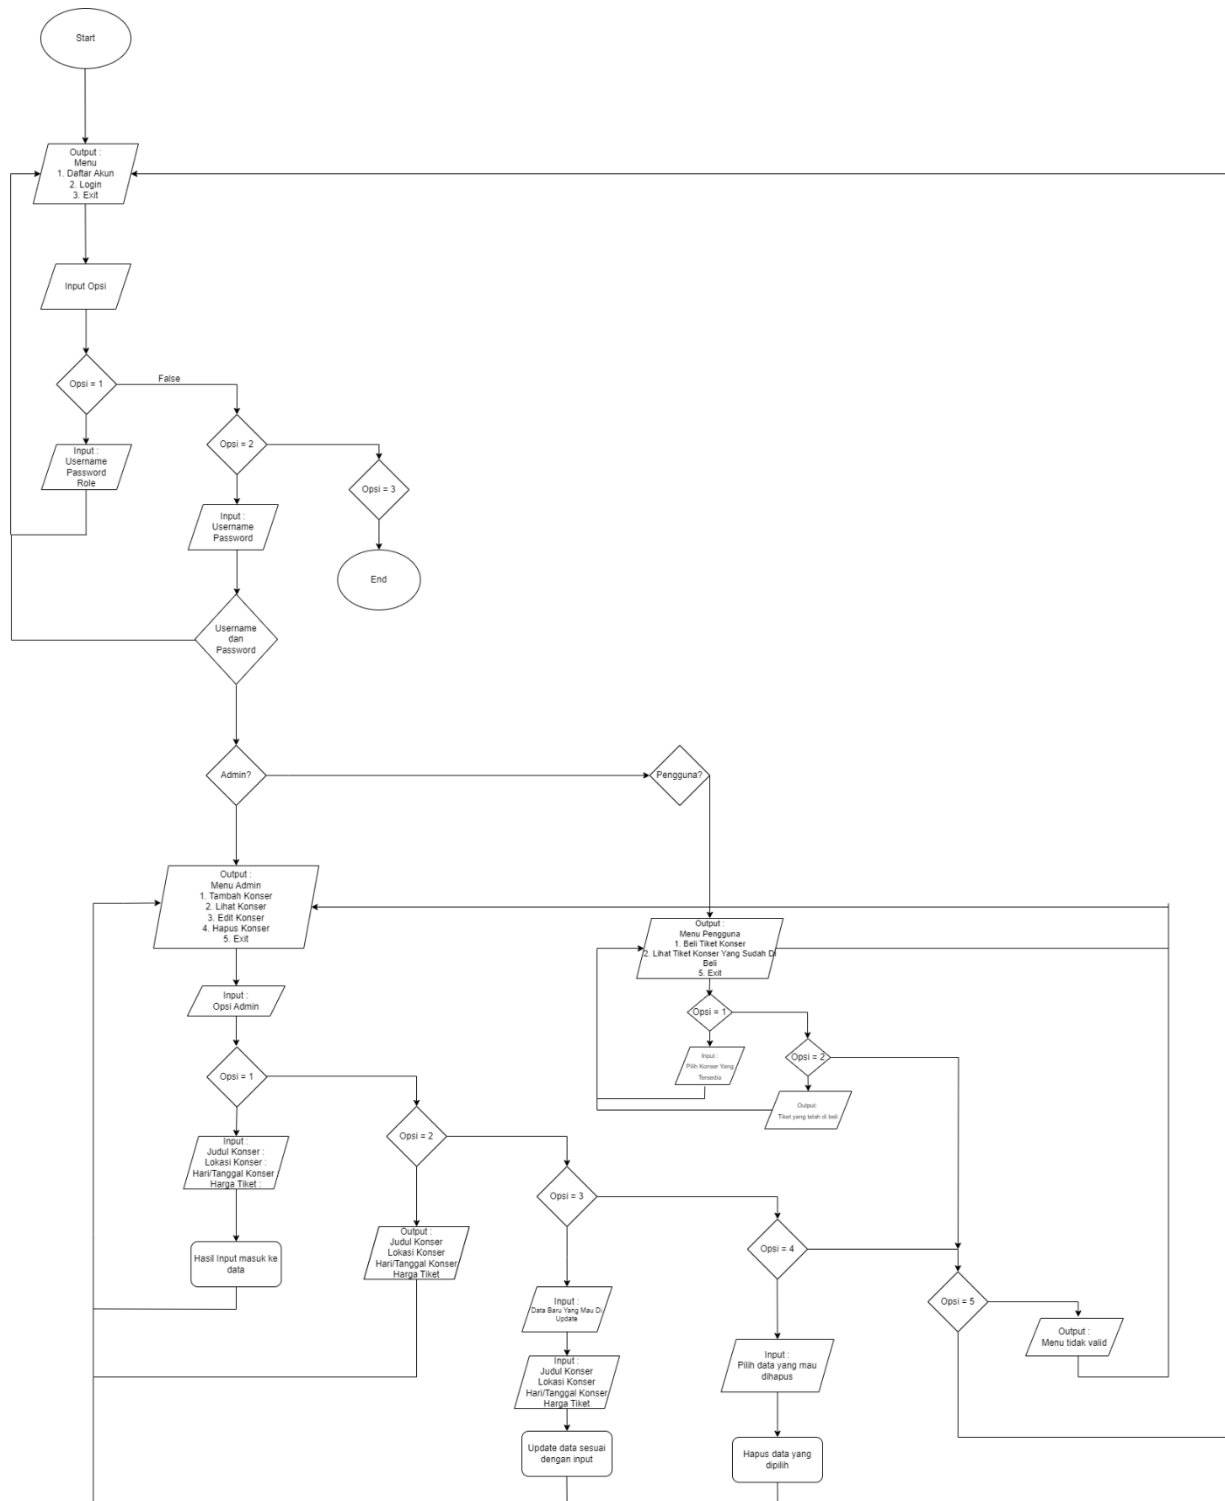 Start
Output :
Menu
1. Daftar Akun
2. Login
3. Exit
Input Opsi
Opsi = 1
False
Input :
Username
Password
Role
Opsi = 2
Opsi = 3
Input :
Username
Password
End
Username
dan
Password
Admin?
Pengguna?
Output :
Menu Admin
1. Tambah Konser
2. Lihat Konser
3. Edit Konser
4. Hapus Konser
5. Exit
Output :
Menu Pengguna
1. Beli Tiket Konser
2. Lihat Tiket Konser Yang Sudah Di
Beli
5. Exit
Input :
Opsi Admin
Opsi = 1
Opsi = 2
Input :
Pilih Konser Yang
Tersedia
Output:
Tiket yang telah di beli
Opsi = 1
Opsi = 2
Input :
Judul Konser :
Lokasi Konser :
Hari/Tanggal Konser
Harga Tiket :
Opsi = 3
Hasil Input masuk ke
data
Output :
Judul Konser
Lokasi Konser
Hari/Tanggal Konser
Harga Tiket
Opsi = 4
Opsi = 5
Input :
Data Baru Yang Mau Di
Update
Output :
Menu tidak valid
Input :
Judul Konser
Lokasi Konser
Hari/Tanggal Konser
Harga Tiket
Input :
Pilih data yang mau
dihapus
Update data sesuai
dengan input
Hapus data yang
dipilih